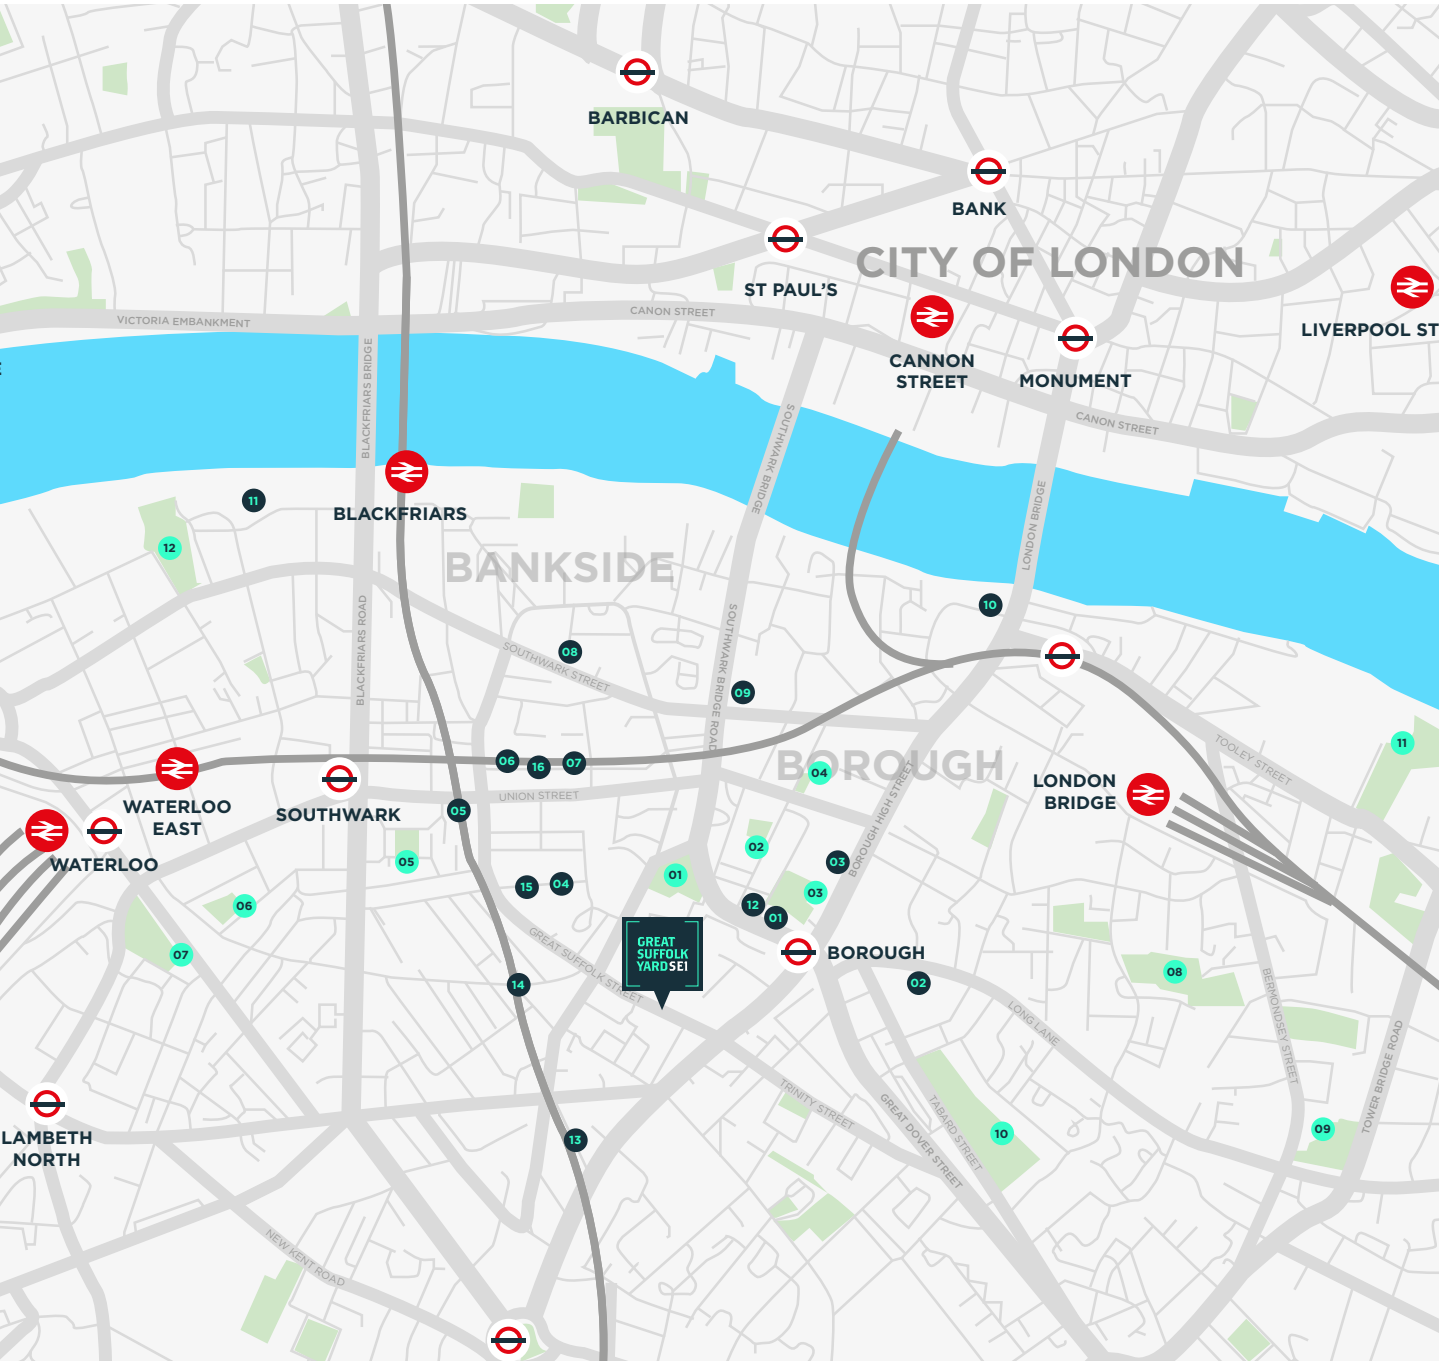 BARBICAN
BANK
CITY OF LONDON
ST PAUL'S
LIVERPOOL ST
VICTORIA EMBANKMENT
CANON STREET
CANNON
STREET
MONUMENT
CANON STREET
BLACKFRIARS BRIDGE
SOUTHWARK BRIDGE
LONDON BRIDGE
E
11
BLACKFRIARS
12
BANKSIDE
10
BLACKFRIARS ROAD
SOUTHWARK STREET
08
SOUTHWARK BRIDGE ROAD
09
11
TOOLEY STREET
06
16
07
BOROUGH
04
LONDON
BRIDGE
WATERLOO
EAST
SOUTHWARK
UNION STREET
05
WATERLOO
05
02
03
BOROUGH HIGH STREET
01
15
04
03
06
12
01
GREAT
SUFFOLK
YARDSE1
GREAT SUFFOLK STREET
BOROUGH
07
14
02
08
LONG LANE
BERMONDSEY STREET
TOWER BRIDGE ROAD
TRINITY STREET
GREAT DOVER STREET
TABARD STREET
10
09
13
LAMBETH
NORTH
NEW KENT ROAD